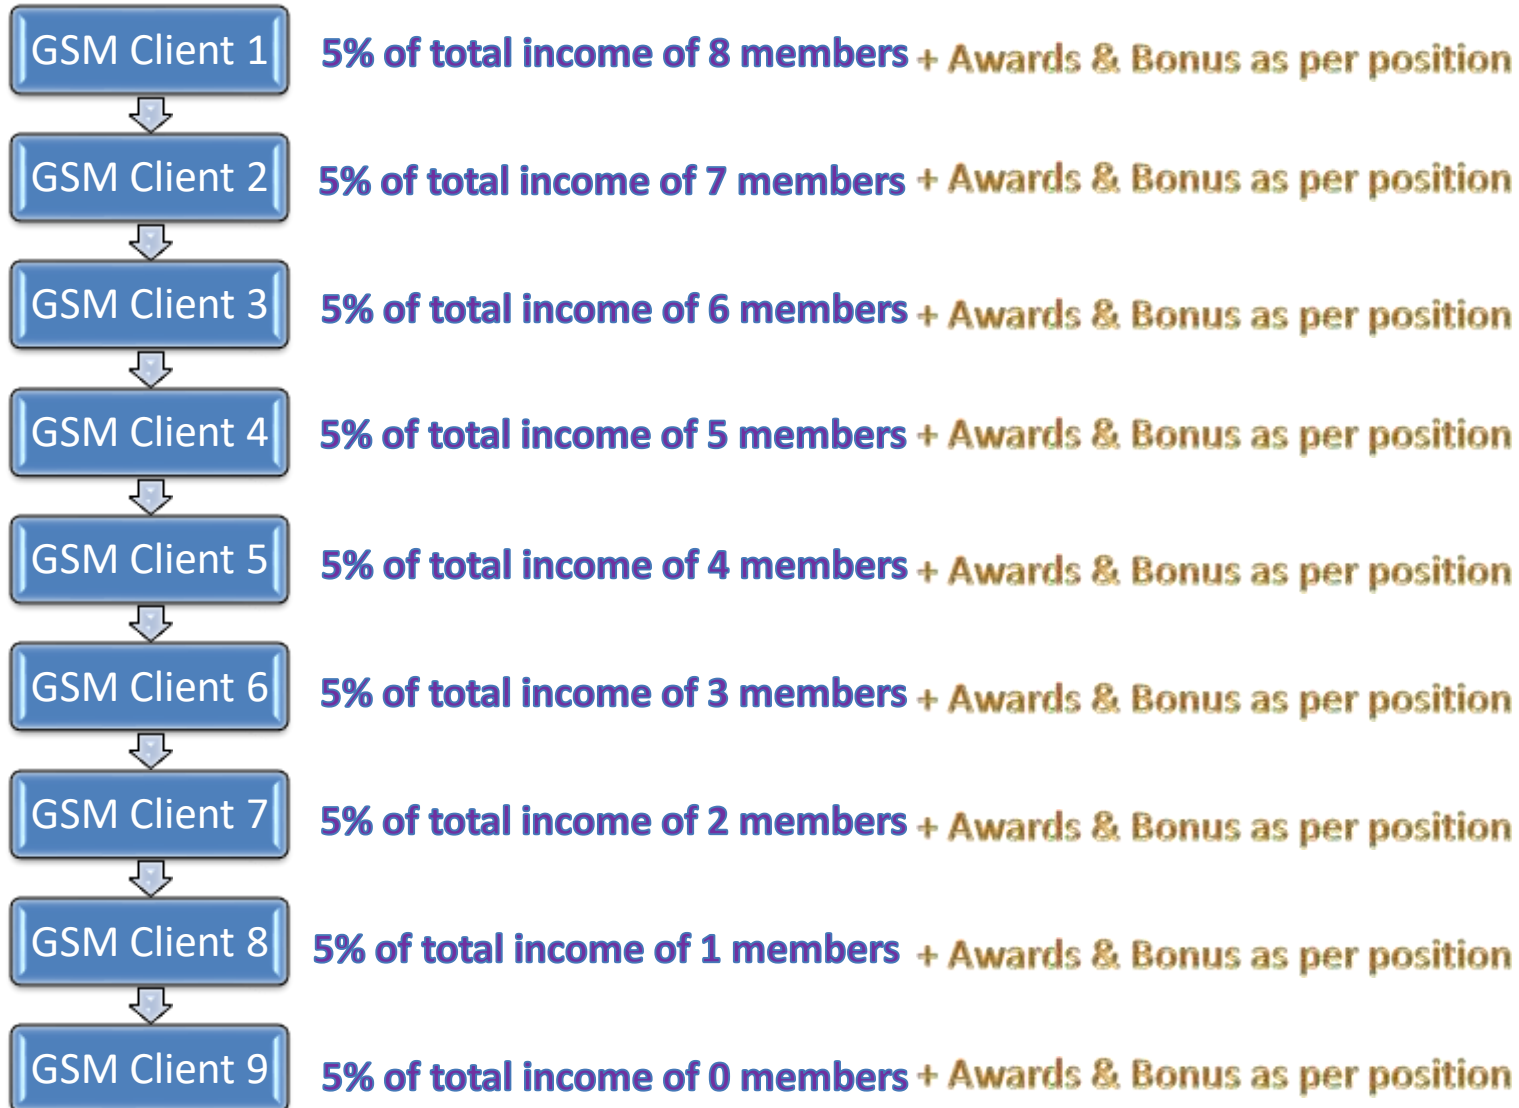 GSM Client 1 5% of total income of 8 members + Awards & Bonus as per position
GSM Client 2 5% of total income of 7 members + Awards & Bonus as per position
GSM Client 3 5% of total income of 6 members + Awards & Bonus as per position
GSM Client 4 5% of total income of 5 members + Awards & Bonus as per position
GSM Client 5 5% of total income of 4 members + Awards & Bonus as per position
GSM Client 6 5% of total income of 3 members + Awards & Bonus as per position
GSM Client 7 5% of total income of 2 members + Awards & Bonus as per position
GSM Client 8 5% of total income of 1 members + Awards & Bonus as per position
GSM Client 9 5% of total income of 0 members + Awards & Bonus as per position